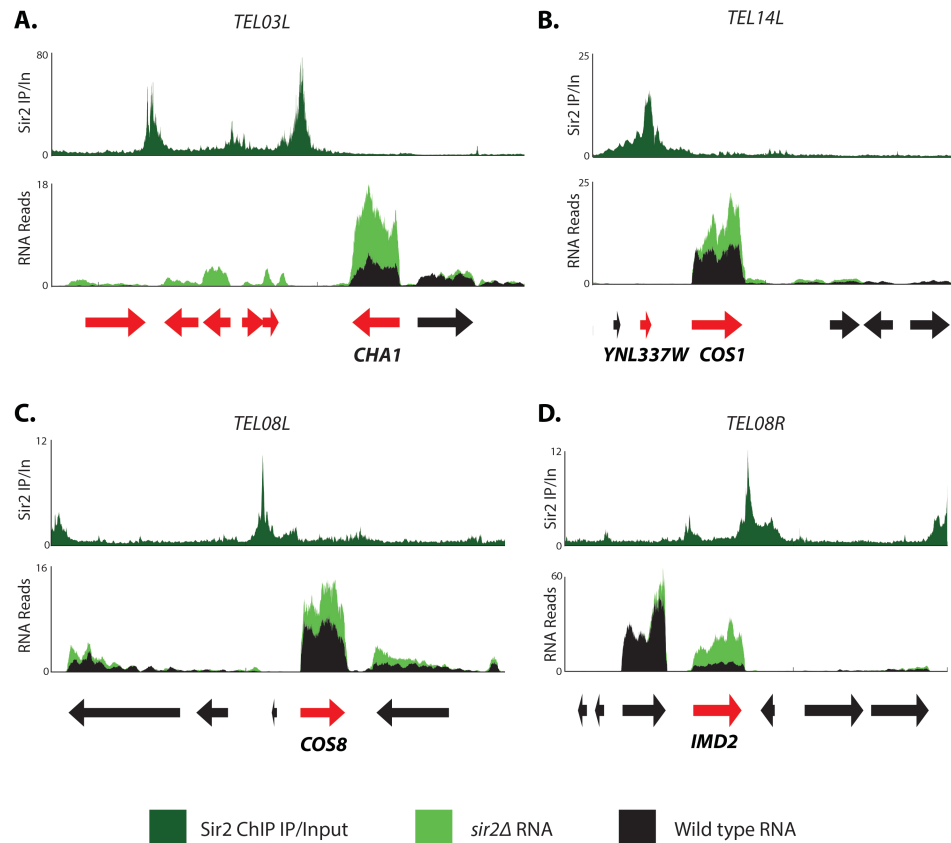 A.
TEL03L
80
Sir2 IP/In
0
18
RNA Reads
0
CHA1
B.
TEL14L
25
Sir2 IP/In
0
25
RNA Reads
0
YNL337W COS1
C.
TEL08L
12
Sir2 IP/In
0
16
RNA Reads
0
COS8
D.
TEL08R
12
Sir2 IP/In
0
60
RNA Reads
0
IMD2
Sir2 ChIP IP/Input
sir2Δ RNA
Wild type RNA